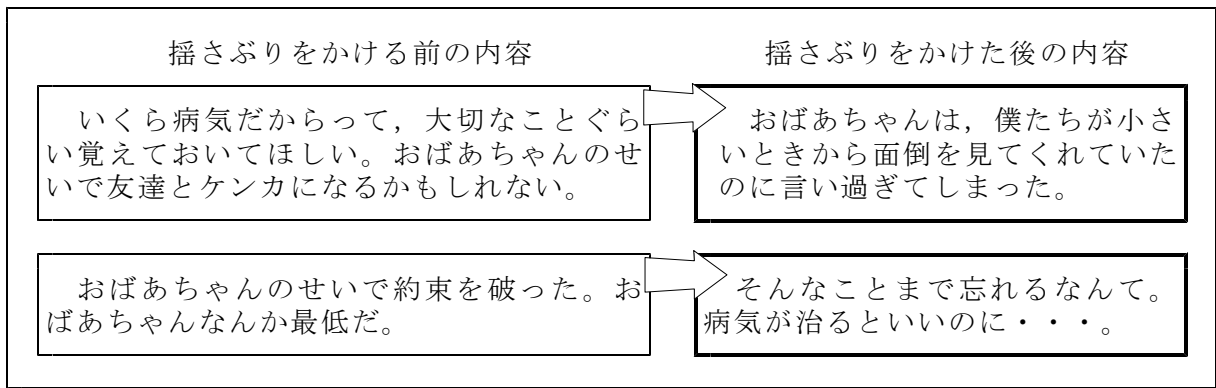 揺さぶりをかける前の内容
揺さぶりをかけた後の内容
いくら病気だからって，大切なことぐら
い覚えておいてほしい。おばあちゃんのせ
いで友達とケンカになるかもしれない。
おばあちゃんは，僕たちが小さ
いときから面倒を見てくれていた
のに言い過ぎてしまった。
おばあちゃんのせいで約束を破った。お
ばあちゃんなんか最低だ。
そんなことまで忘れるなんて。
病気が治るといいのに・・・。